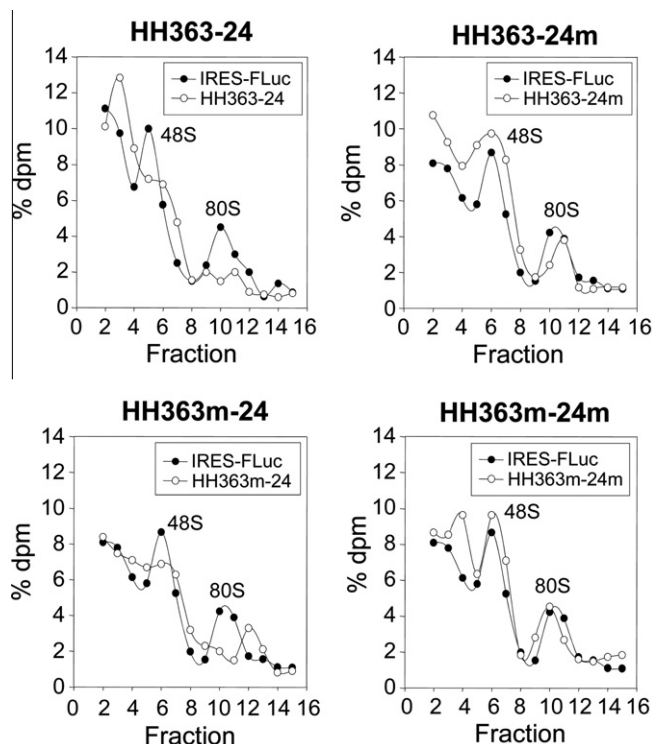 HH363-24
14
12
10
8
6
4
2
0
% dpm
IRES-FLuc
HH363-24
48S
80S
0 2 4 6 8 10 12 14 16
Fraction
HH363-24m
14
12
10
8
6
4
2
0
% dpm
IRES-FLuc
HH363-24m
48S
80S
0 2 4 6 8 10 12 14 16
Fraction
HH363m-24
14
12
10
8
6
4
2
0
% dpm
IRES-FLuc
HH363m-24
48S
80S
0 2 4 6 8 10 12 14 16
Fraction
HH363m-24m
14
12
10
8
6
4
2
0
% dpm
IRES-FLuc
HH363m-24m
48S
80S
0 2 4 6 8 10 12 14 16
Fraction